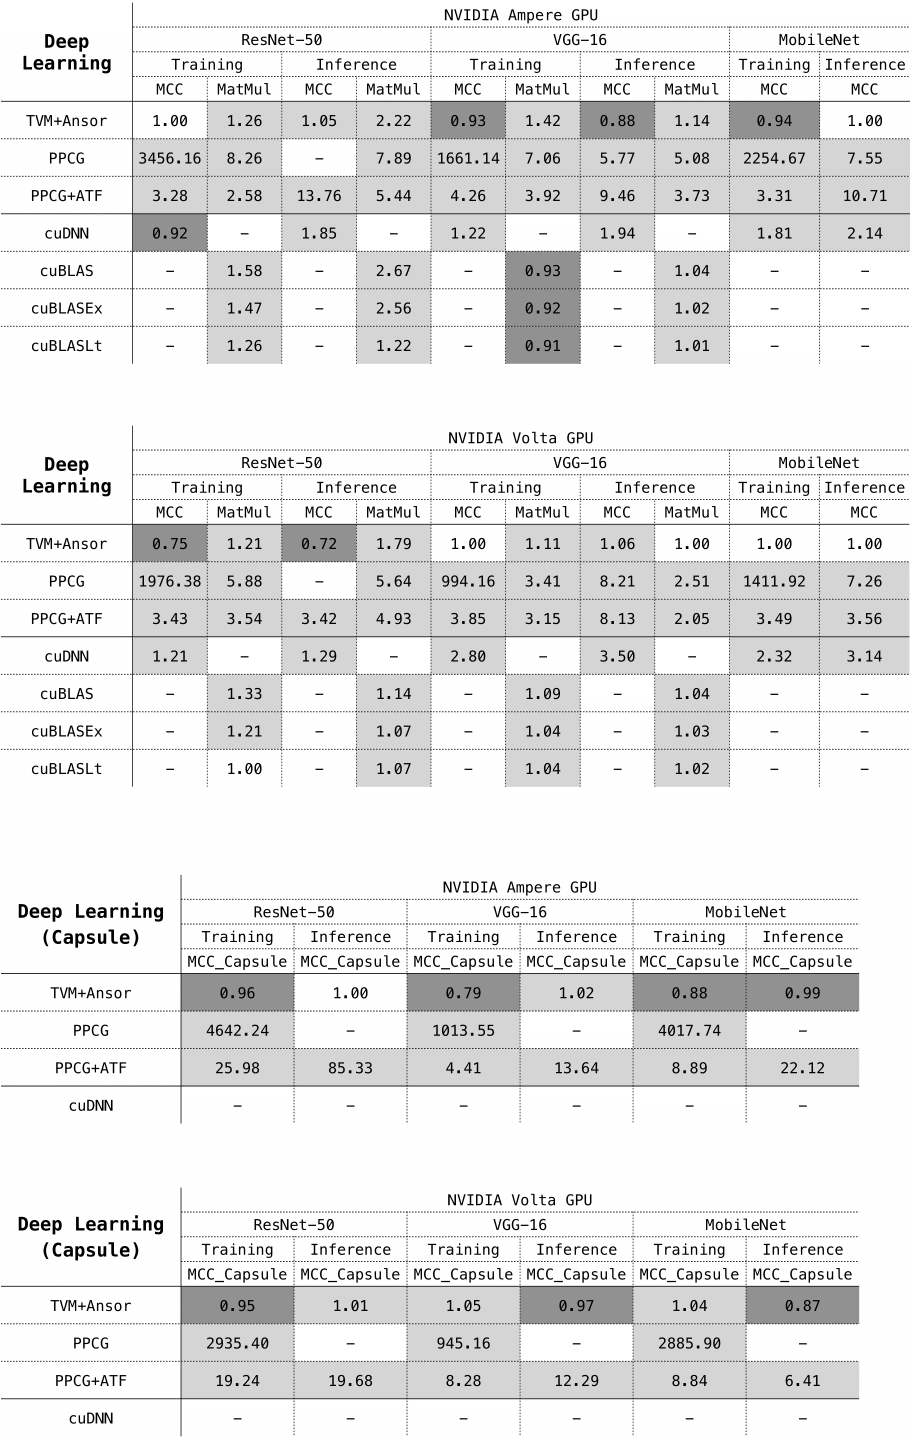 NVIDIA Ampere GPU
Deep Learning
ResNet-50 VGG-16 MobileNet
Training Inference Training Inference Training Inference
MCC MatMul MCC MatMul MCC MatMul MCC MatMul MCC MCC
TVM+Ansor 1.00 1.26 1.05 2.22 0.93 1.42 0.88 1.14 0.94 1.00
PPCG 3456.16 8.26 – 7.89 1661.14 7.06 5.77 5.08 2254.67 7.55
PPCG+ATF 3.28 2.58 13.76 5.44 4.26 3.92 9.46 3.73 3.31 10.71
cuDNN 0.92 – 1.85 – 1.22 – 1.94 – 1.81 2.14
cuBLAS – 1.58 – 2.67 – 0.93 – 1.04 – –
cuBLASEx – 1.47 – 2.56 – 0.92 – 1.02 – –
cuBLASLt – 1.26 – 1.22 – 0.91 – 1.01 – –
NVIDIA Volta GPU
Deep Learning
ResNet-50 VGG-16 MobileNet
Training Inference Training Inference Training Inference
MCC MatMul MCC MatMul MCC MatMul MCC MatMul MCC MCC
TVM+Ansor 0.75 1.21 0.72 1.79 1.00 1.11 1.06 1.00 1.00 1.00
PPCG 1976.38 5.88 – 5.64 994.16 3.41 8.21 2.51 1411.92 7.26
PPCG+ATF 3.43 3.54 3.42 4.93 3.85 3.15 8.13 2.05 3.49 3.56
cuDNN 1.21 – 1.29 – 2.80 – 3.50 – 2.32 3.14
cuBLAS – 1.33 – 1.14 – 1.09 – 1.04 – –
cuBLASEx – 1.21 – 1.07 – 1.04 – 1.03 – –
cuBLASLt – 1.00 – 1.07 – 1.04 – 1.02 – –
NVIDIA Ampere GPU
Deep Learning
(Capsule)
ResNet-50 VGG-16 MobileNet
Training Inference Training Inference Training Inference
MCC_Capsule MCC_Capsule MCC_Capsule MCC_Capsule MCC_Capsule MCC_Capsule
TVM+Ansor 0.96 1.00 0.79 1.02 0.88 0.99
PPCG 4642.24 – 1013.55 – 4017.74 –
PPCG+ATF 25.98 85.33 4.41 13.64 8.89 22.12
cuDNN – – – – – –
NVIDIA Volta GPU
Deep Learning
(Capsule)
ResNet-50 VGG-16 MobileNet
Training Inference Training Inference Training Inference
MCC_Capsule MCC_Capsule MCC_Capsule MCC_Capsule MCC_Capsule MCC_Capsule
TVM+Ansor 0.95 1.01 1.05 0.97 1.04 0.87
PPCG 2935.40 – 945.16 – 2885.90 –
PPCG+ATF 19.24 19.68 8.28 12.29 8.84 6.41
cuDNN – – – – – –